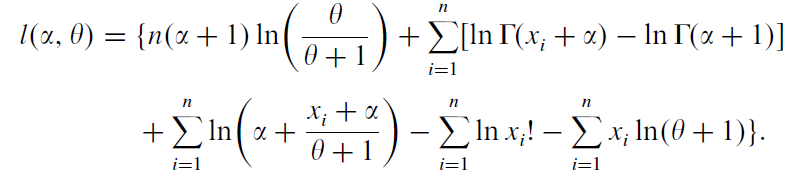 l(α, θ) = {n(α + 1) ln(θ/(θ + 1)) + ∑_{i=1}^{n} [ln Γ(x_i + α) − ln Γ(α + 1)]
+ ∑_{i=1}^{n} ln(α + (x_i + α)/(θ + 1)) − ∑_{i=1}^{n} ln x_i! − ∑_{i=1}^{n} x_i ln(θ + 1)}.